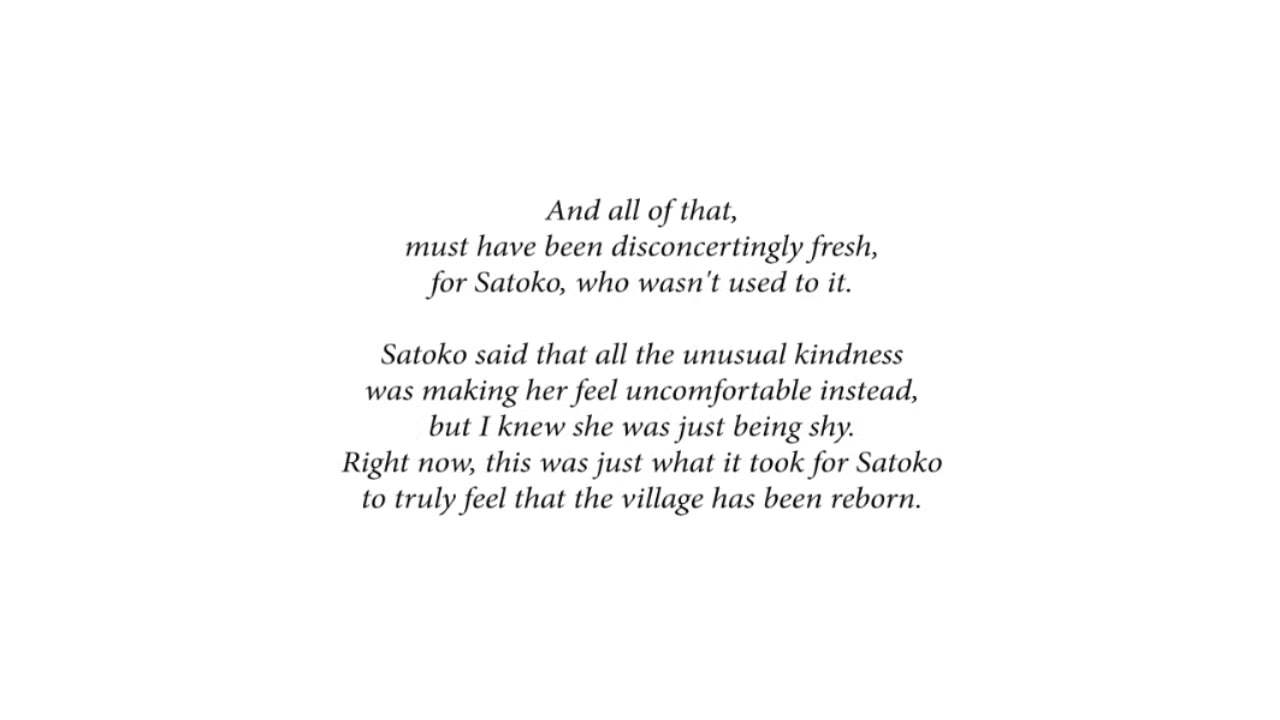 And all of that,
must have been disconcertingly fresh,
for Satoko, who wasn't used to it.
Satoko said that all the unusual kindness
was making her feel uncomfortable instead,
but I knew she was just being shy.
Right now, this was just what it took for Satoko
to truly feel that the village has been reborn.